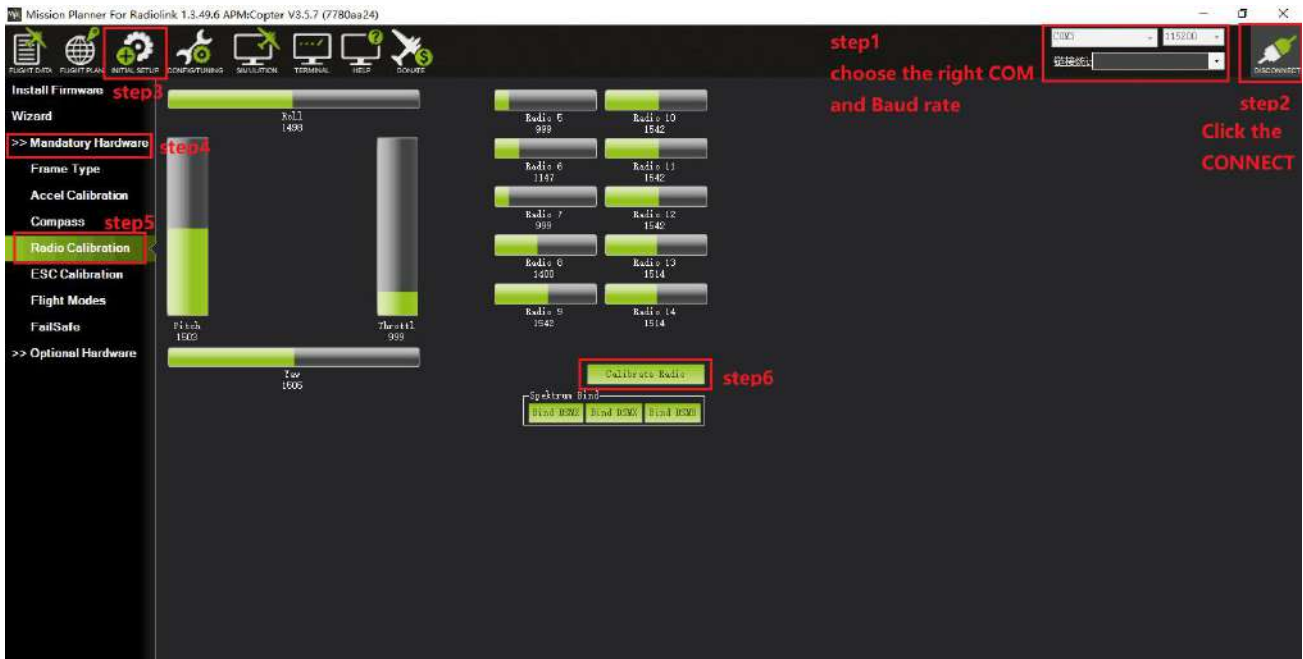 Mission Planner For Radiolink 1.3.49.6 APM:Copter V3.5.7 (7780aa24)
FLIGHT DATA
FLIGHT PLAN
INITIAL SETUP
CONFIG/TUNING
SIMULATION
TERMINAL
HELP
DONATE
step1
choose the right COM
and Baud rate
COM3
115200
DISCONNECT
step2
Click the
CONNECT
Install Firmware
step3
Wizard
>> Mandatory Hardware
step4
Frame Type
Accel Calibration
Compass
step5
Radio Calibration
ESC Calibration
Flight Modes
FailSafe
>> Optional Hardware
Roll
1498
Pitch
1503
Throttl
999
Yaw
Radio 5
999
Radio 10
1542
Radio 6
1147
Radio 11
1542
Radio 7
999
Radio 12
1542
Radio 8
1400
Radio 13
1514
Radio 9
1542
Radio 14
1514
Calibrate Radio
step6
Spektrum Bind
Bind DSM2
Bind DSMX
Bind DSM8